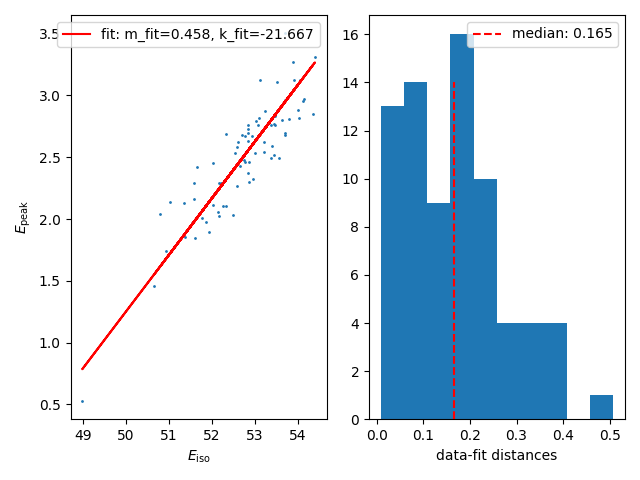 fit: m_fit=0.458, k_fit=-21.667
3.5
3.0
2.5
2.0
1.5
1.0
0.5
E_peak
49 50 51 52 53 54
E_iso
median: 0.165
16
14
12
10
8
6
4
2
0
0.0 0.1 0.2 0.3 0.4 0.5
data-fit distances